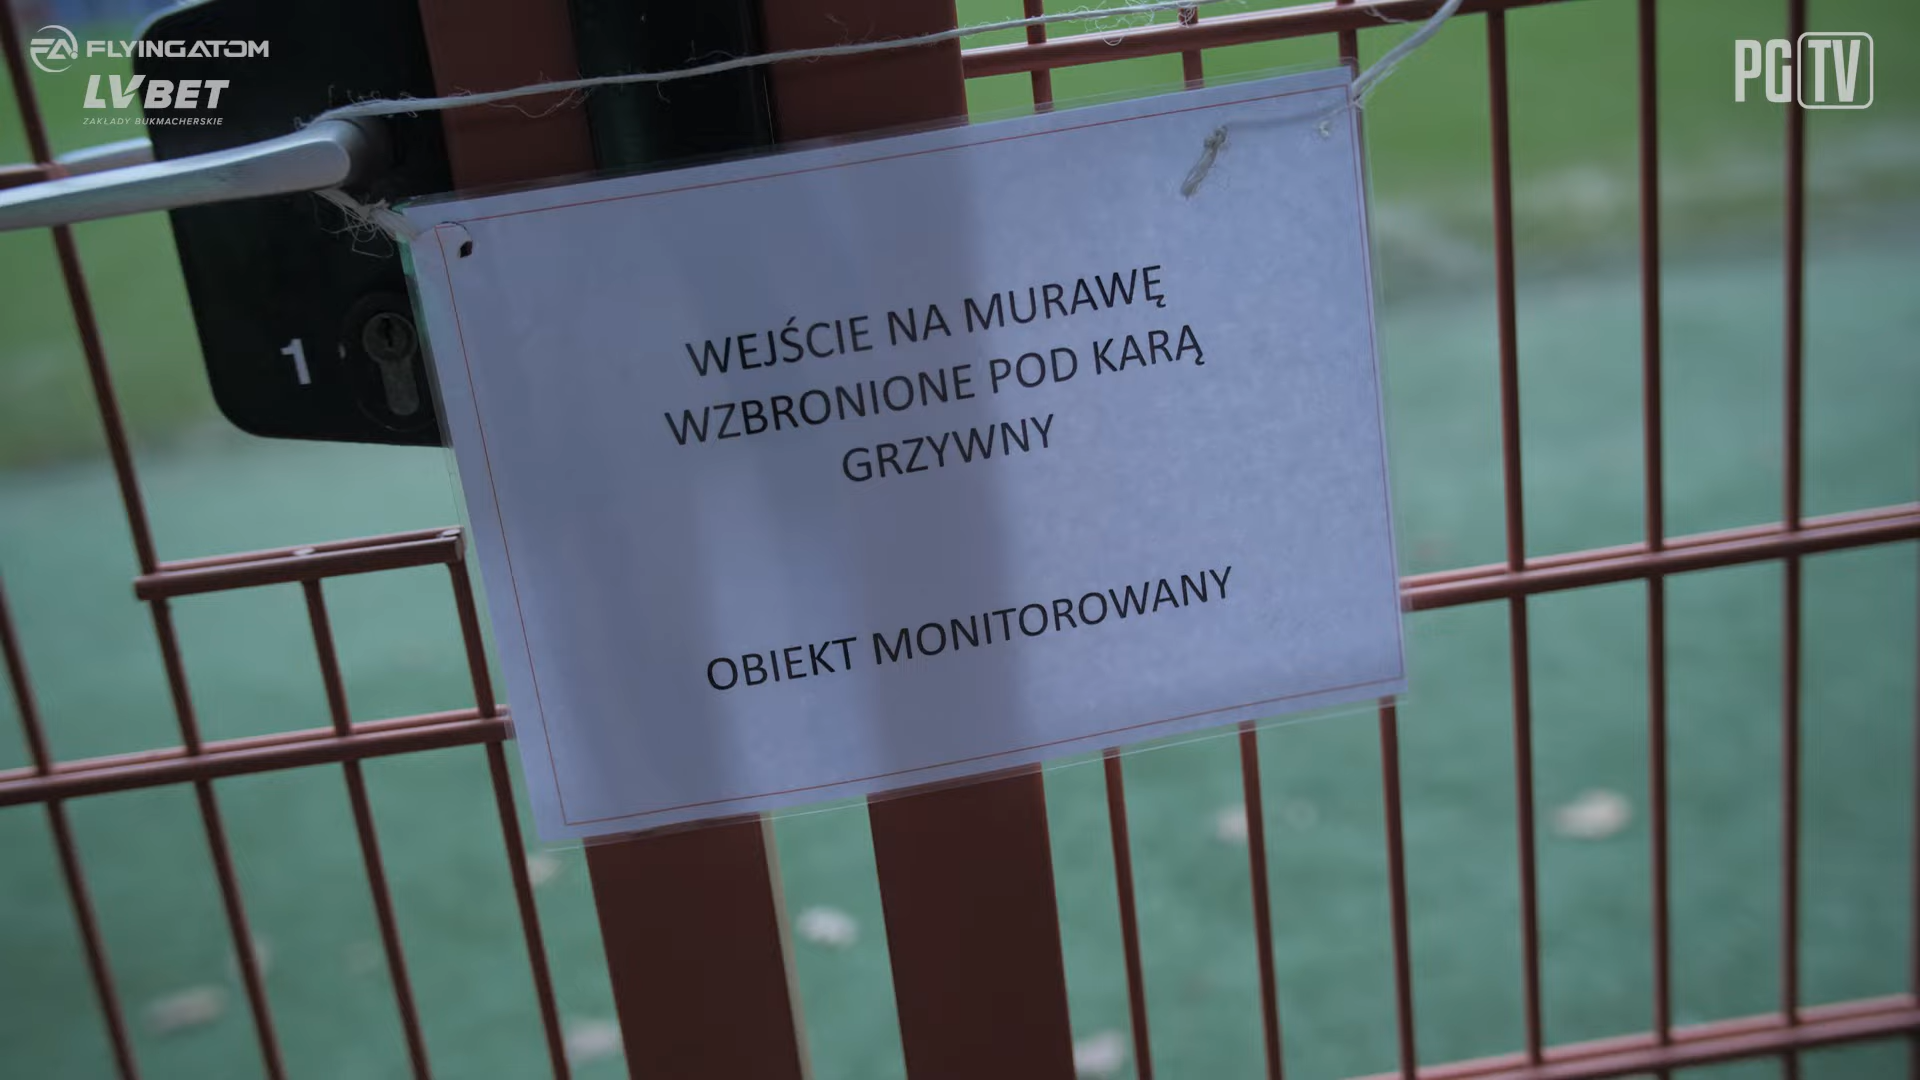 FLYINGATOM
LVBET
ZAKŁADY BUKMACHERSKIE
PGTV
1
WEJŚCIE NA MURAWĘ
WZBRONIONE POD KARĄ
GRZYWNY
OBIEKT MONITOROWANY